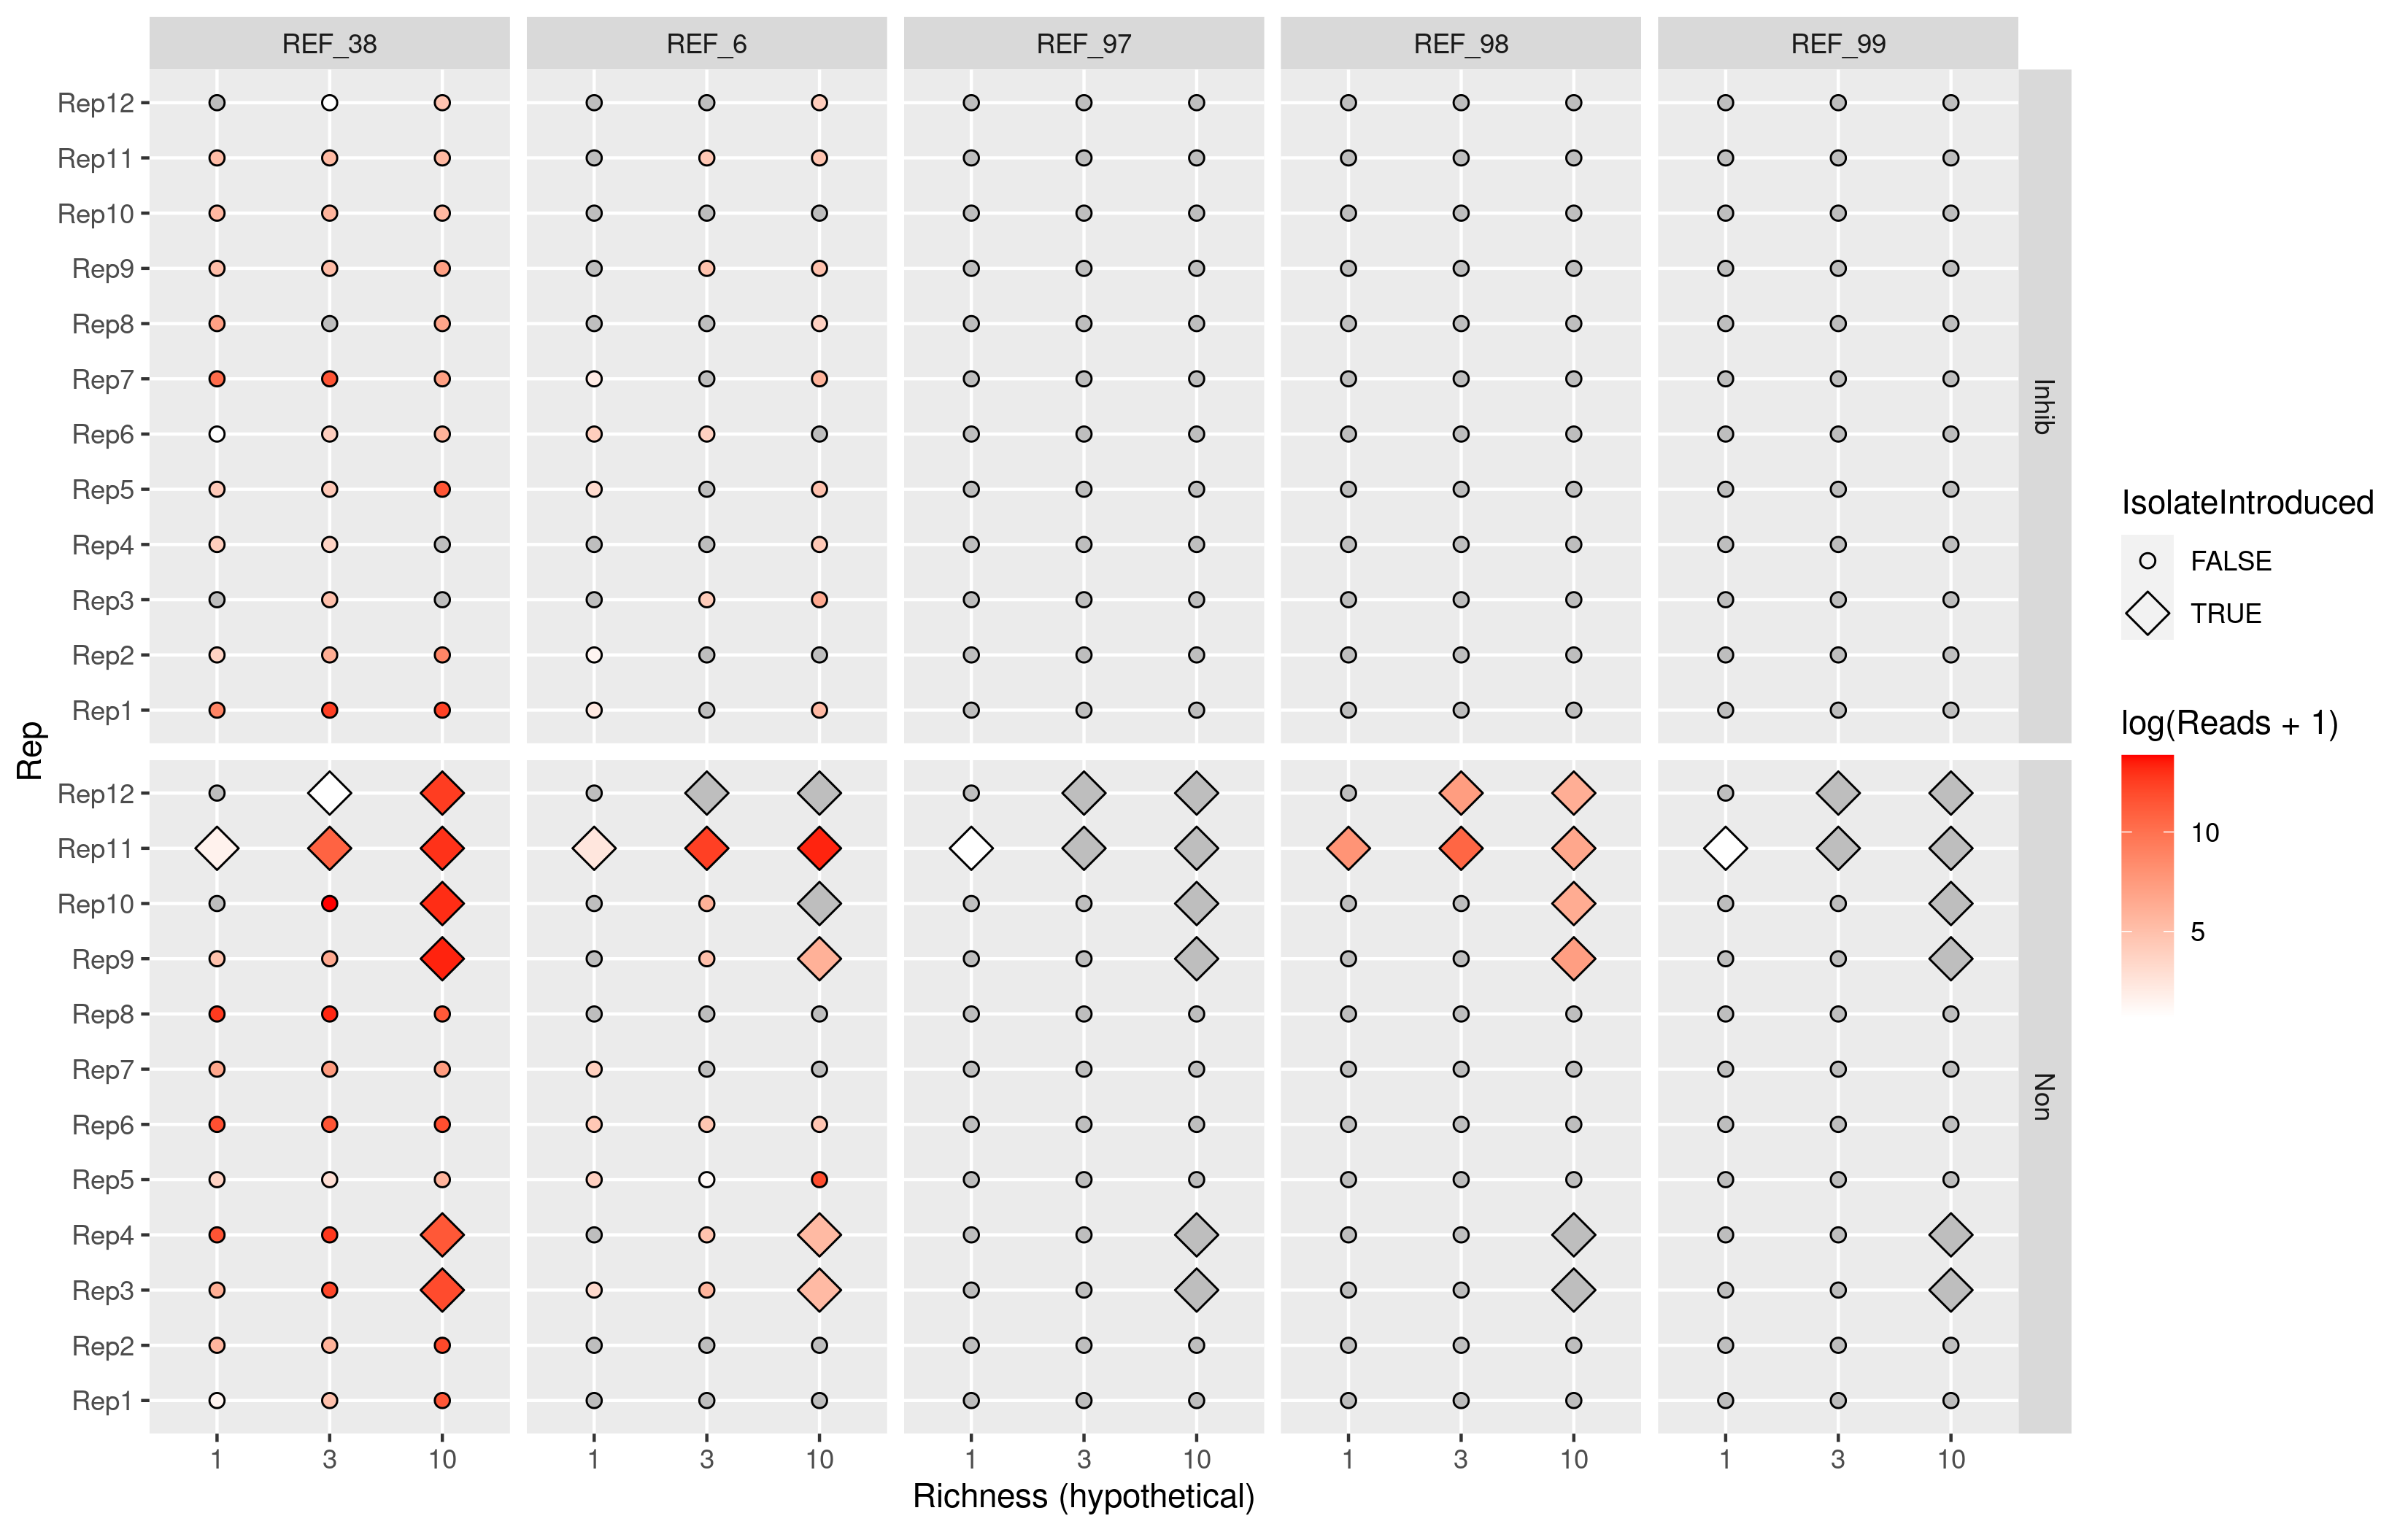 REF_38 REF_6 REF_97 REF_98 REF_99
Rep12
Rep11
Rep10
Rep9
Rep8
Rep7
Rep6
Rep5
Rep4
Rep3
Rep2
Rep1
Inhib
Rep12
Rep11
Rep10
Rep9
Rep8
Rep7
Rep6
Rep5
Rep4
Rep3
Rep2
Rep1
Non
Rep
1 3 10 1 3 10 1 3 10 1 3 10 1 3 10
Richness (hypothetical)
IsolateIntroduced
FALSE
TRUE
log(Reads + 1)
10
5